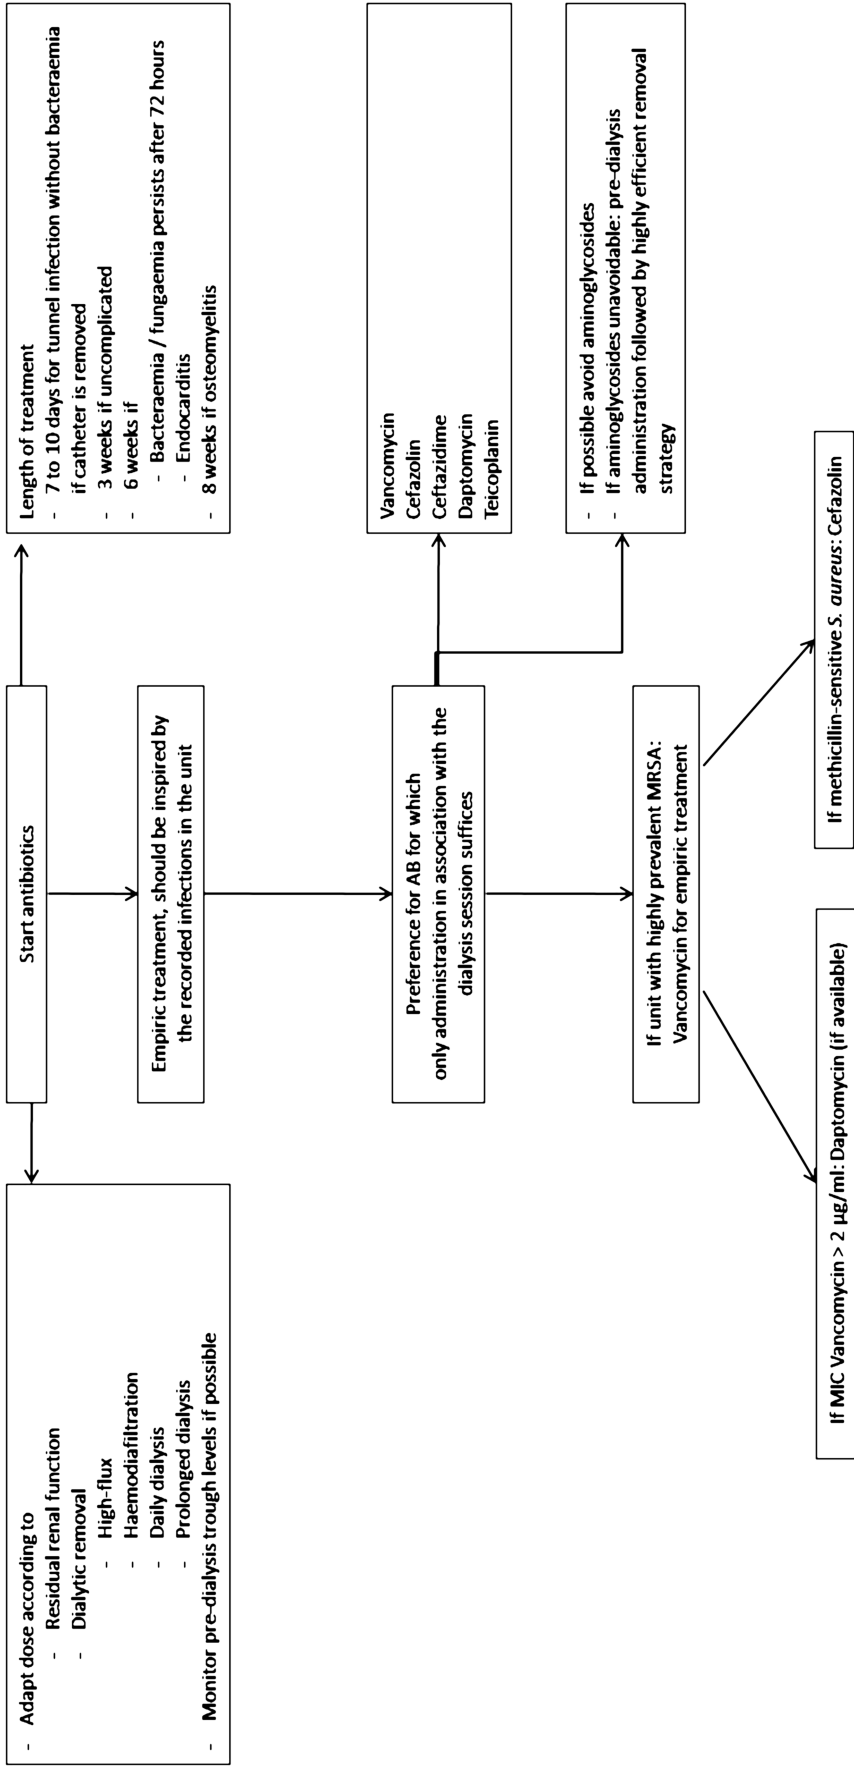 Start antibiotics
- Adapt dose according to
- Residual renal function
- Dialytic removal
- High-flux
- Haemodiafiltration
- Daily dialysis
- Prolonged dialysis
- Monitor pre-dialysis trough levels if possible
Length of treatment
- 7 to 10 days for tunnel infection without bacteraemia
if catheter is removed
- 3 weeks if uncomplicated
- 6 weeks if
- Bacteraemia / fungaemia persists after 72 hours
- Endocarditis
- 8 weeks if osteomyelitis
Empiric treatment, should be inspired by
the recorded infections in the unit
Preference for AB for which
only administration in association with the
dialysis session suffices
Vancomycin
Cefazolin
Ceftazidime
Daptomycin
Teicoplanin
- If possible avoid aminoglycosides
- If aminoglycosides unavoidable: pre-dialysis
administration followed by highly efficient removal
strategy
If unit with highly prevalent MRSA:
Vancomycin for empiric treatment
If MIC Vancomycin > 2 µg/ml: Daptomycin (if available)
If methicillin-sensitive S. aureus: Cefazolin